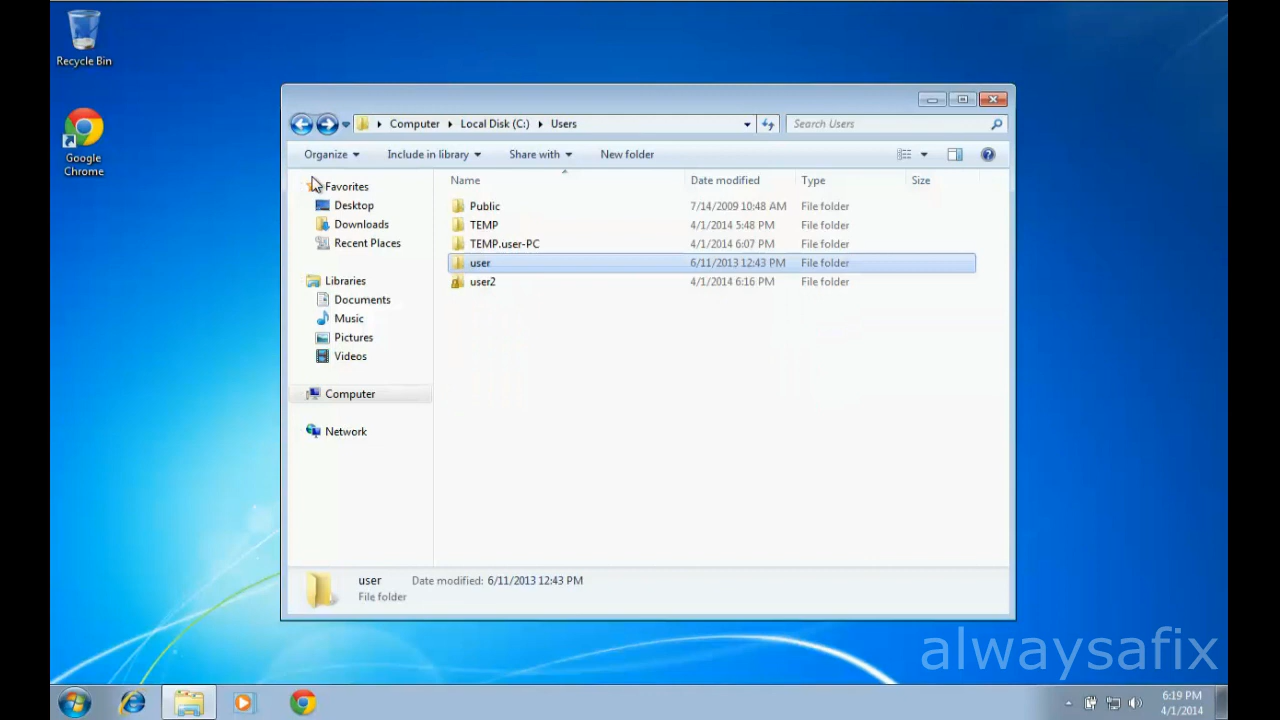 Recycle Bin
Google
Chrome
Computer Local Disk (C:) Users
Search Users
Organize Include in library Share with New folder
Name Date modified Type Size
Favorites
Desktop
Downloads
Recent Places
Libraries
Documents
Music
Pictures
Videos
Computer
Network
Public 7/14/2009 10:48 AM File folder
TEMP 4/1/2014 5:48 PM File folder
TEMP.user-PC 4/1/2014 6:07 PM File folder
user 6/11/2013 12:43 PM File folder
user2 4/1/2014 6:16 PM File folder
user Date modified: 6/11/2013 12:43 PM
File folder
alwaysafix
6:19 PM
4/1/2014